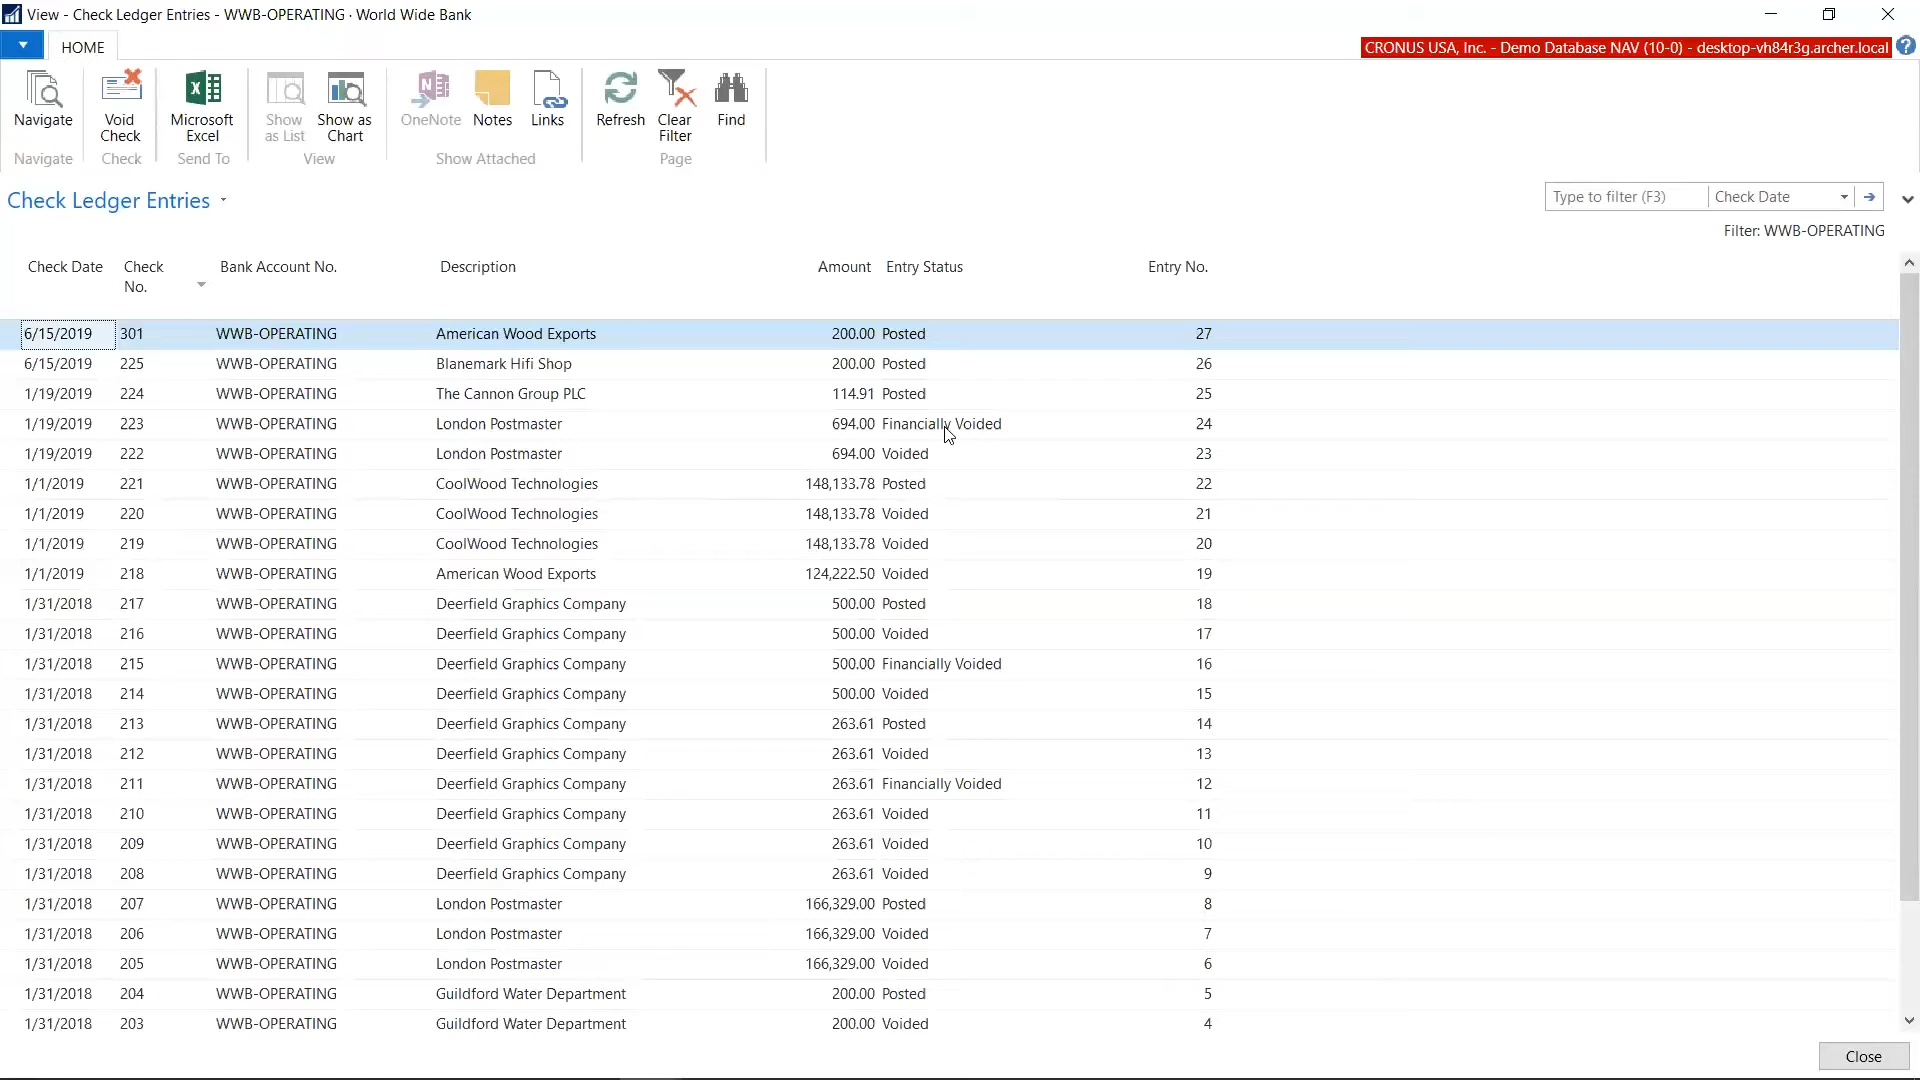 View - Check Ledger Entries - WWB-OPERATING · World Wide Bank
HOME
CRONUS USA, Inc. - Demo Database NAV (10-0) - desktop-vh84r3g.archer.local
?
Navigate
Void Check
Microsoft Excel
Show as List
Show as Chart
OneNote
Notes
Links
Refresh
Clear Filter
Find
Navigate
Check
Send To
View
Show Attached
Page
Check Ledger Entries
Type to filter (F3)
Check Date
Filter: WWB-OPERATING
Check Date Check No. Bank Account No. Description Amount Entry Status Entry No.
6/15/2019 301 WWB-OPERATING American Wood Exports 200.00 Posted 27
6/15/2019 225 WWB-OPERATING Blanemark Hifi Shop 200.00 Posted 26
1/19/2019 224 WWB-OPERATING The Cannon Group PLC 114.91 Posted 25
1/19/2019 223 WWB-OPERATING London Postmaster 694.00 Financially Voided 24
1/19/2019 222 WWB-OPERATING London Postmaster 694.00 Voided 23
1/1/2019 221 WWB-OPERATING CoolWood Technologies 148,133.78 Posted 22
1/1/2019 220 WWB-OPERATING CoolWood Technologies 148,133.78 Voided 21
1/1/2019 219 WWB-OPERATING CoolWood Technologies 148,133.78 Voided 20
1/1/2019 218 WWB-OPERATING American Wood Exports 124,222.50 Voided 19
1/31/2018 217 WWB-OPERATING Deerfield Graphics Company 500.00 Posted 18
1/31/2018 216 WWB-OPERATING Deerfield Graphics Company 500.00 Voided 17
1/31/2018 215 WWB-OPERATING Deerfield Graphics Company 500.00 Financially Voided 16
1/31/2018 214 WWB-OPERATING Deerfield Graphics Company 500.00 Voided 15
1/31/2018 213 WWB-OPERATING Deerfield Graphics Company 263.61 Posted 14
1/31/2018 212 WWB-OPERATING Deerfield Graphics Company 263.61 Voided 13
1/31/2018 211 WWB-OPERATING Deerfield Graphics Company 263.61 Financially Voided 12
1/31/2018 210 WWB-OPERATING Deerfield Graphics Company 263.61 Voided 11
1/31/2018 209 WWB-OPERATING Deerfield Graphics Company 263.61 Voided 10
1/31/2018 208 WWB-OPERATING Deerfield Graphics Company 263.61 Voided 9
1/31/2018 207 WWB-OPERATING London Postmaster 166,329.00 Posted 8
1/31/2018 206 WWB-OPERATING London Postmaster 166,329.00 Voided 7
1/31/2018 205 WWB-OPERATING London Postmaster 166,329.00 Voided 6
1/31/2018 204 WWB-OPERATING Guildford Water Department 200.00 Posted 5
1/31/2018 203 WWB-OPERATING Guildford Water Department 200.00 Voided 4
Close